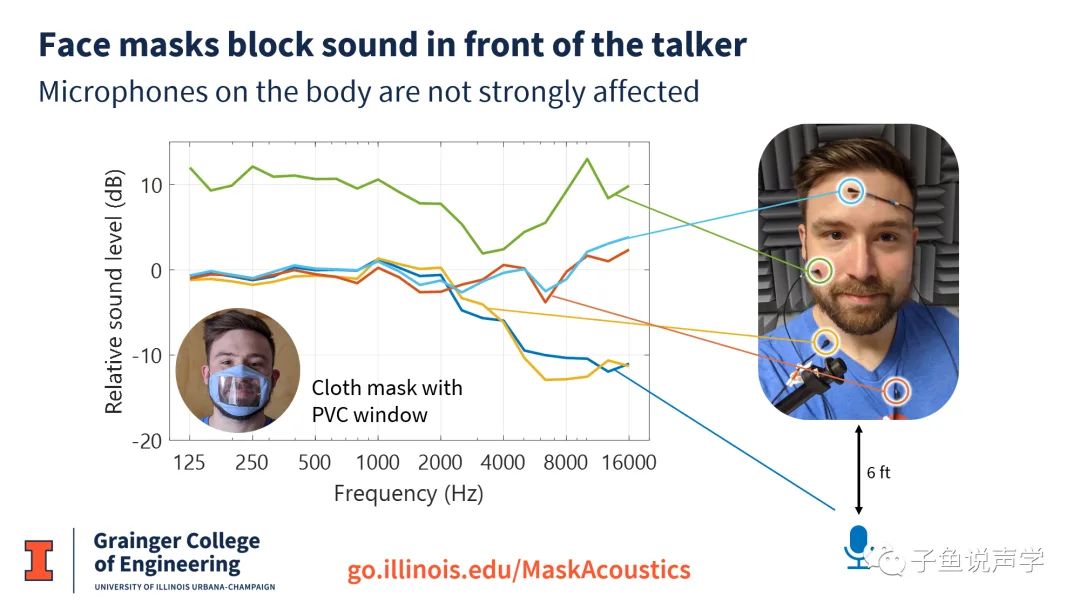 Face masks block sound in front of the talker
Microphones on the body are not strongly affected
Relative sound level (dB)
10
0
-10
-20
Cloth mask with
PVC window
125 250 500 1000 2000 4000 8000 16000
Frequency (Hz)
6 ft
I
Grainger College
of Engineering
UNIVERSITY OF ILLINOIS URBANA-CHAMPAIGN
go.illinois.edu/MaskAcoustics
子鱼说声学